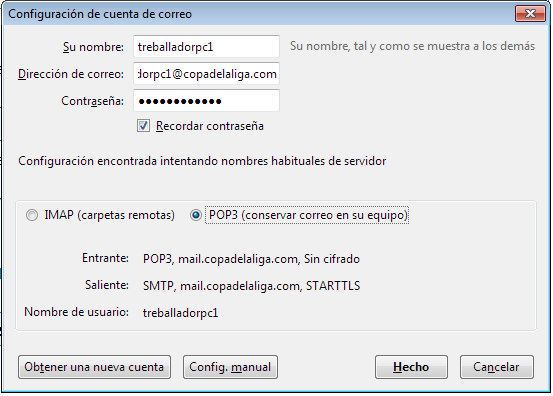 Configuración de cuenta de correo
Su nombre: treballadorpc1 Su nombre, tal y como se muestra a los demás
Dirección de correo: dorpc1@copadelaliga.com
Contraseña: ●●●●●●●●●●●●
Recordar contraseña
Configuración encontrada intentando nombres habituales de servidor
IMAP (carpetas remotas) POP3 (conservar correo en su equipo)
Entrante: POP3, mail.copadelaliga.com, Sin cifrado
Saliente: SMTP, mail.copadelaliga.com, STARTTLS
Nombre de usuario: treballadorpc1
Obtener una nueva cuenta Config. manual Hecho Cancelar